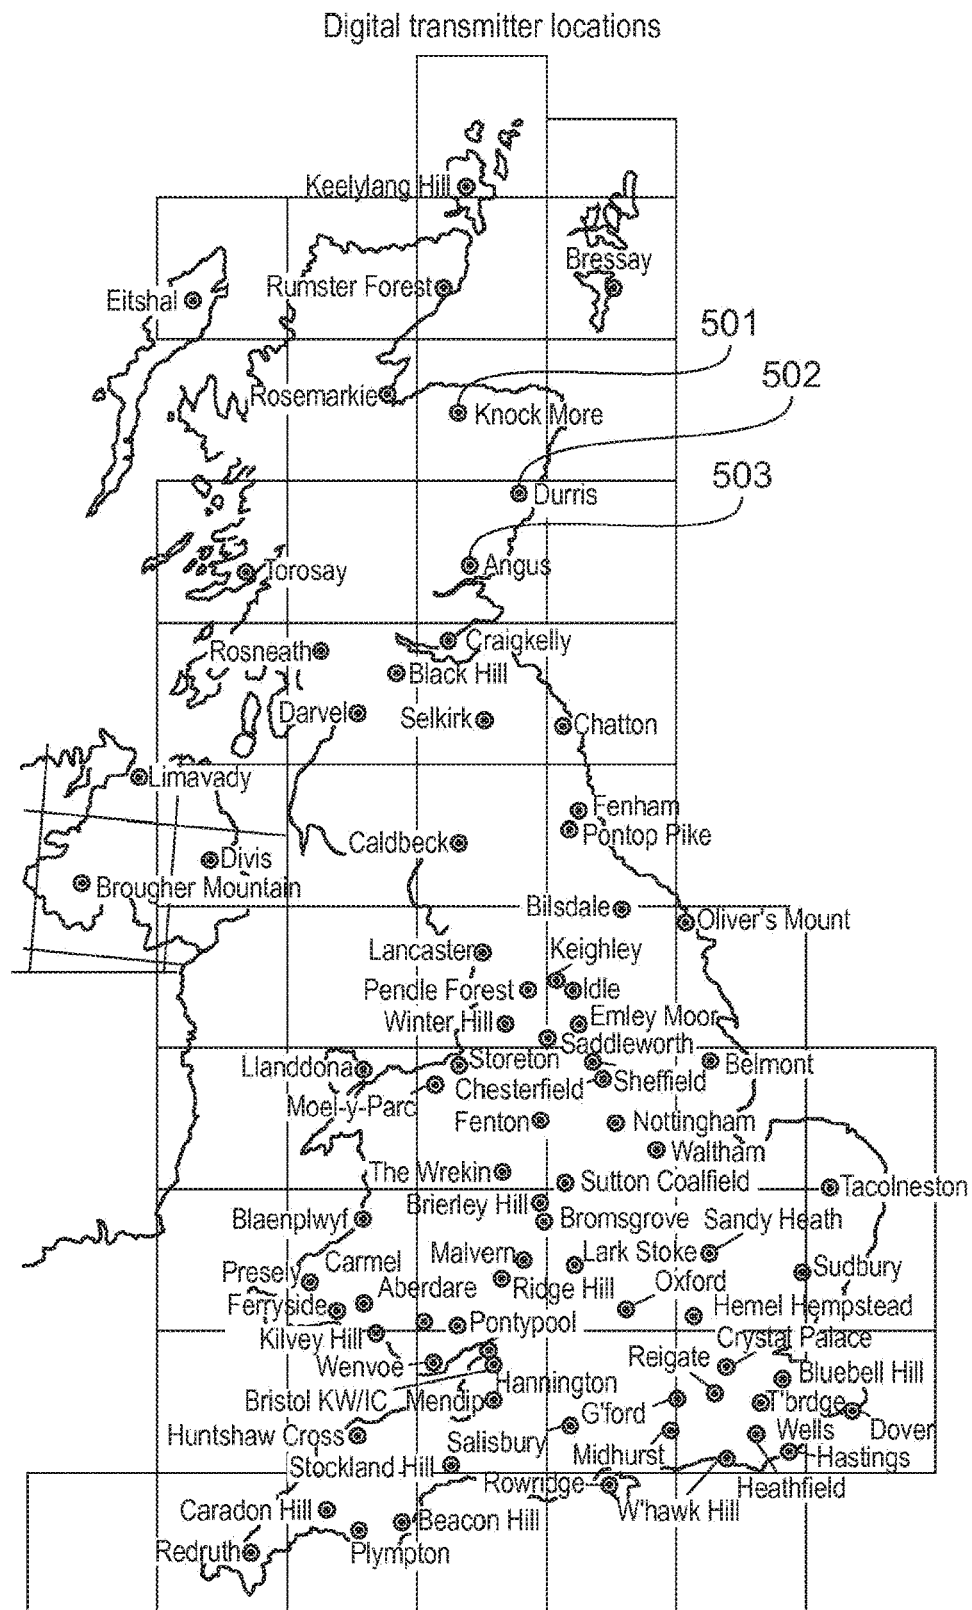 Digital transmitter locations
Keelylang Hill
Bressay
Rumster Forest
Eitshal
501
502
Rosemarkie
Knock More
503
Durris
Angus
Torosay
Craigkelly
Rosneath
Black Hill
Darvel
Selkirk
Chatton
Limavady
Fenham
Pontop Pike
Caldbeck
Divis
Brougher Mountain
Bilsdale
Oliver's Mount
Lancaster
Keighley
Pendle Forest
Idle
Winter Hill
Emley Moor
Saddleworth
Storeton
Belmont
Llanddona
Chesterfield
Sheffield
Moel-y-Parc
Fenton
Nottingham
Waltham
The Wrekin
Sutton Coalfield
Tacolneston
Brierley Hill
Blaenplwyf
Bromsgrove
Sandy Heath
Malvern
Lark Stoke
Carmel
Presely
Sudbury
Aberdare
Ridge Hill
Oxford
Ferryside
Hemel Hempstead
Kilvey Hill
Pontypool
Crystal Palace
Reigate
Wenvoe
Bluebell Hill
Hannington
Bristol KW/IC
Mendip
G'ford
T'brdge
Dover
Huntshaw Cross
Salisbury
Wells
Midhurst
Hastings
Stockland Hill
Rowridge
Heathfield
W'hawk Hill
Caradon Hill
Beacon Hill
Redruth
Plympton